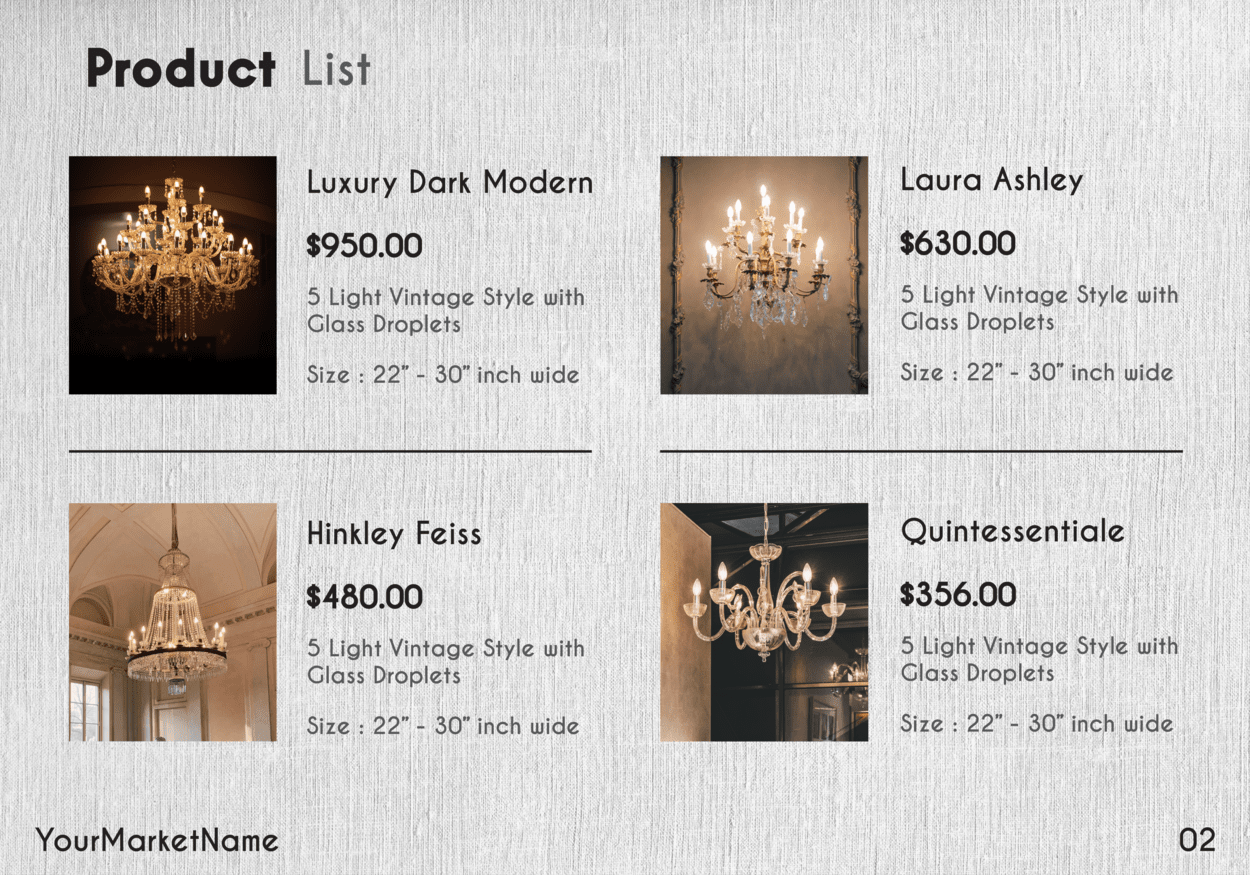 Product List
Luxury Dark Modern
$950.00
5 Light Vintage Style with
Glass Droplets
Size : 22” - 30” inch wide
Laura Ashley
$630.00
5 Light Vintage Style with
Glass Droplets
Size : 22” - 30” inch wide
Hinkley Feiss
$480.00
5 Light Vintage Style with
Glass Droplets
Size : 22” - 30” inch wide
Quintessentiale
$356.00
5 Light Vintage Style with
Glass Droplets
Size : 22” - 30” inch wide
YourMarketName
02